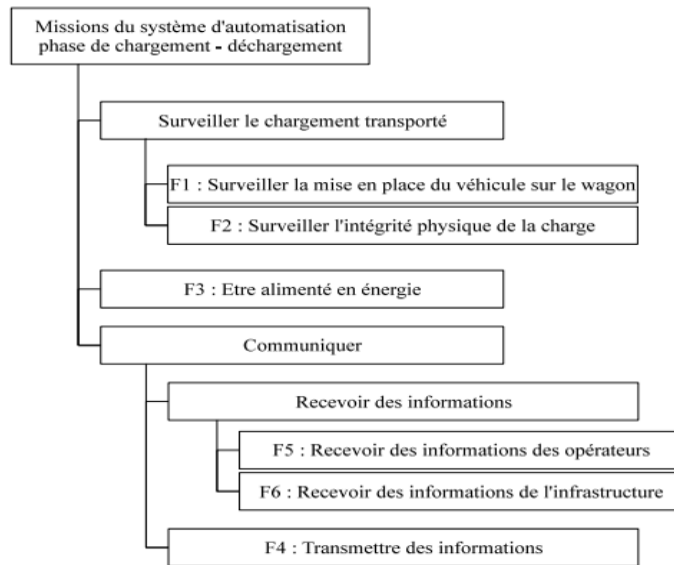 Missions du système d'automatisation
phase de chargement - déchargement
Surveiller le chargement transporté
F1 : Surveiller la mise en place du véhicule sur le wagon
F2 : Surveiller l'intégrité physique de la charge
F3 : Etre alimenté en énergie
Communiquer
Recevoir des informations
F5 : Recevoir des informations des opérateurs
F6 : Recevoir des informations de l'infrastructure
F4 : Transmettre des informations